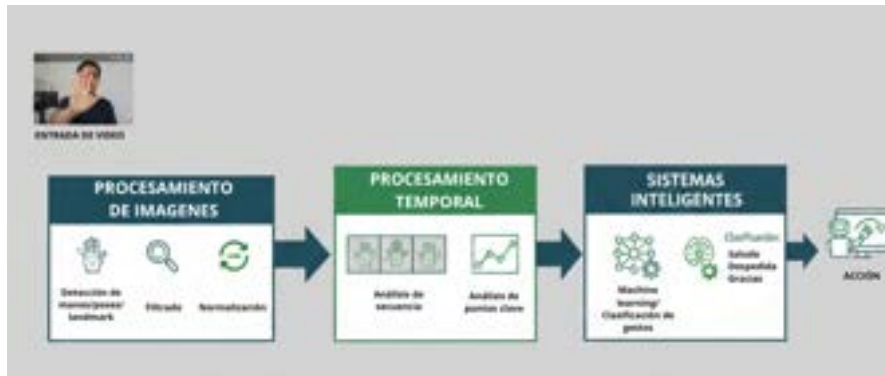 ENTRADA DE VIDEO
PROCESAMIENTO
DE IMAGENES
Detección de
manos/poses/
landmark
Filtrado
Normalización
PROCESAMIENTO
TEMPORAL
Análisis de
secuencia
Análisis de
puntos clave
SISTEMAS
INTELIGENTES
Machine
learning/
Clasificación de
gestos
Clasificación:
Saludo
Despedida
Gracias
ACCIÓN